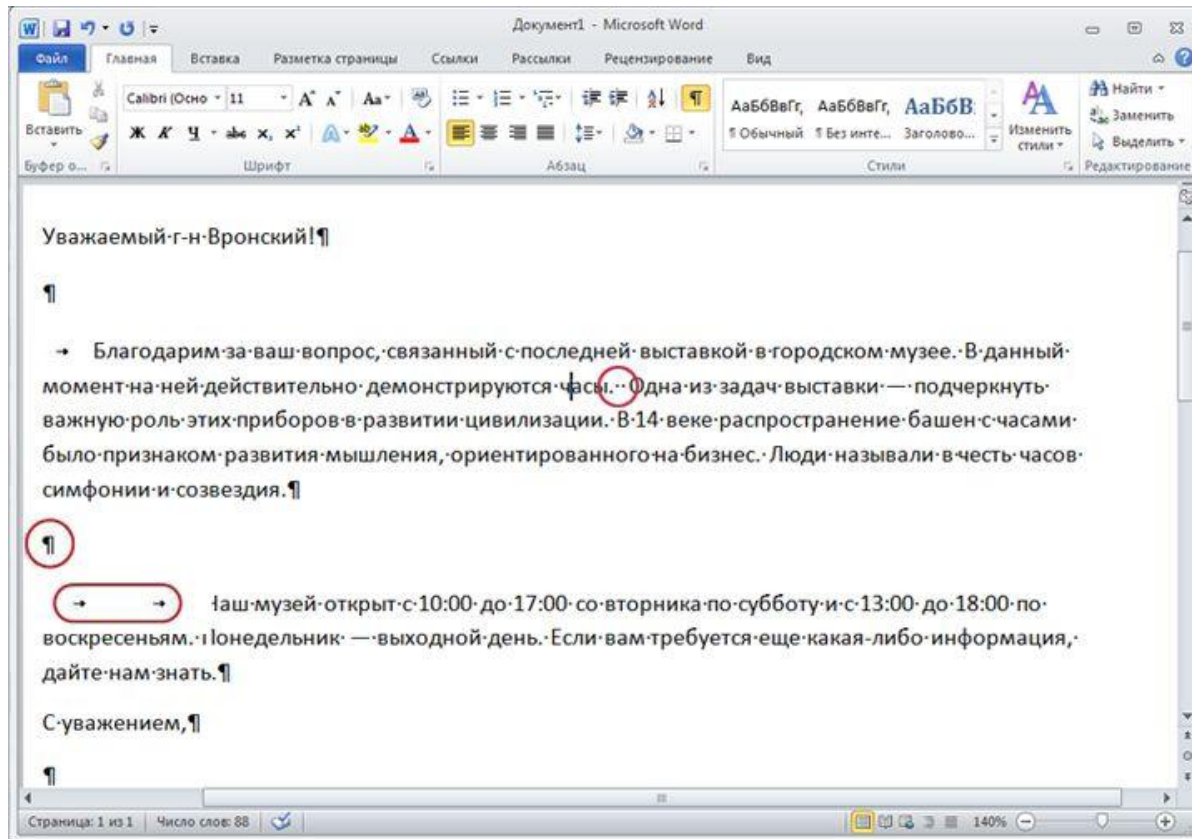 Документ1 - Microsoft Word
Файл Главная Вставка Разметка страницы Ссылки Рассылки Рецензирование Вид
Calibri (Осно 11 Aa
АаБбВвГг, АаБбВвГг, АаБбВ
Найти
Заменить
Вставить
Ж К Ч abc x, x² A
¶ Обычный ¶ Без инте... Заголово...
Изменить стили
Выделить
Буфер о... Шрифт Абзац Стили Редактирование
Уважаемый·г-н·Вронский!¶
¶
→ Благодарим·за·ваш·вопрос,·связанный·с·последней·выставкой·в·городском·музее.·В·данный·
момент·на·ней·действительно·демонстрируются·часы.··Одна·из·задач·выставки·—·подчеркнуть·
важную·роль·этих·приборов·в·развитии·цивилизации.·В·14·веке·распространение·башен·с·часами·
было·признаком·развития·мышления,·ориентированного·на·бизнес.·Люди·называли·в·честь·часов·
симфонии·и·созвездия.¶
¶
→ → Наш·музей·открыт·с·10:00·до·17:00·со·вторника·по·субботу·и·с·13:00·до·18:00·по·
воскресеньям.·Понедельник·—·выходной·день.·Если·вам·требуется·еще·какая-либо·информация,·
дайте·нам·знать.¶
С·уважением,¶
¶
Страница: 1 из 1 Число слов: 88 140%